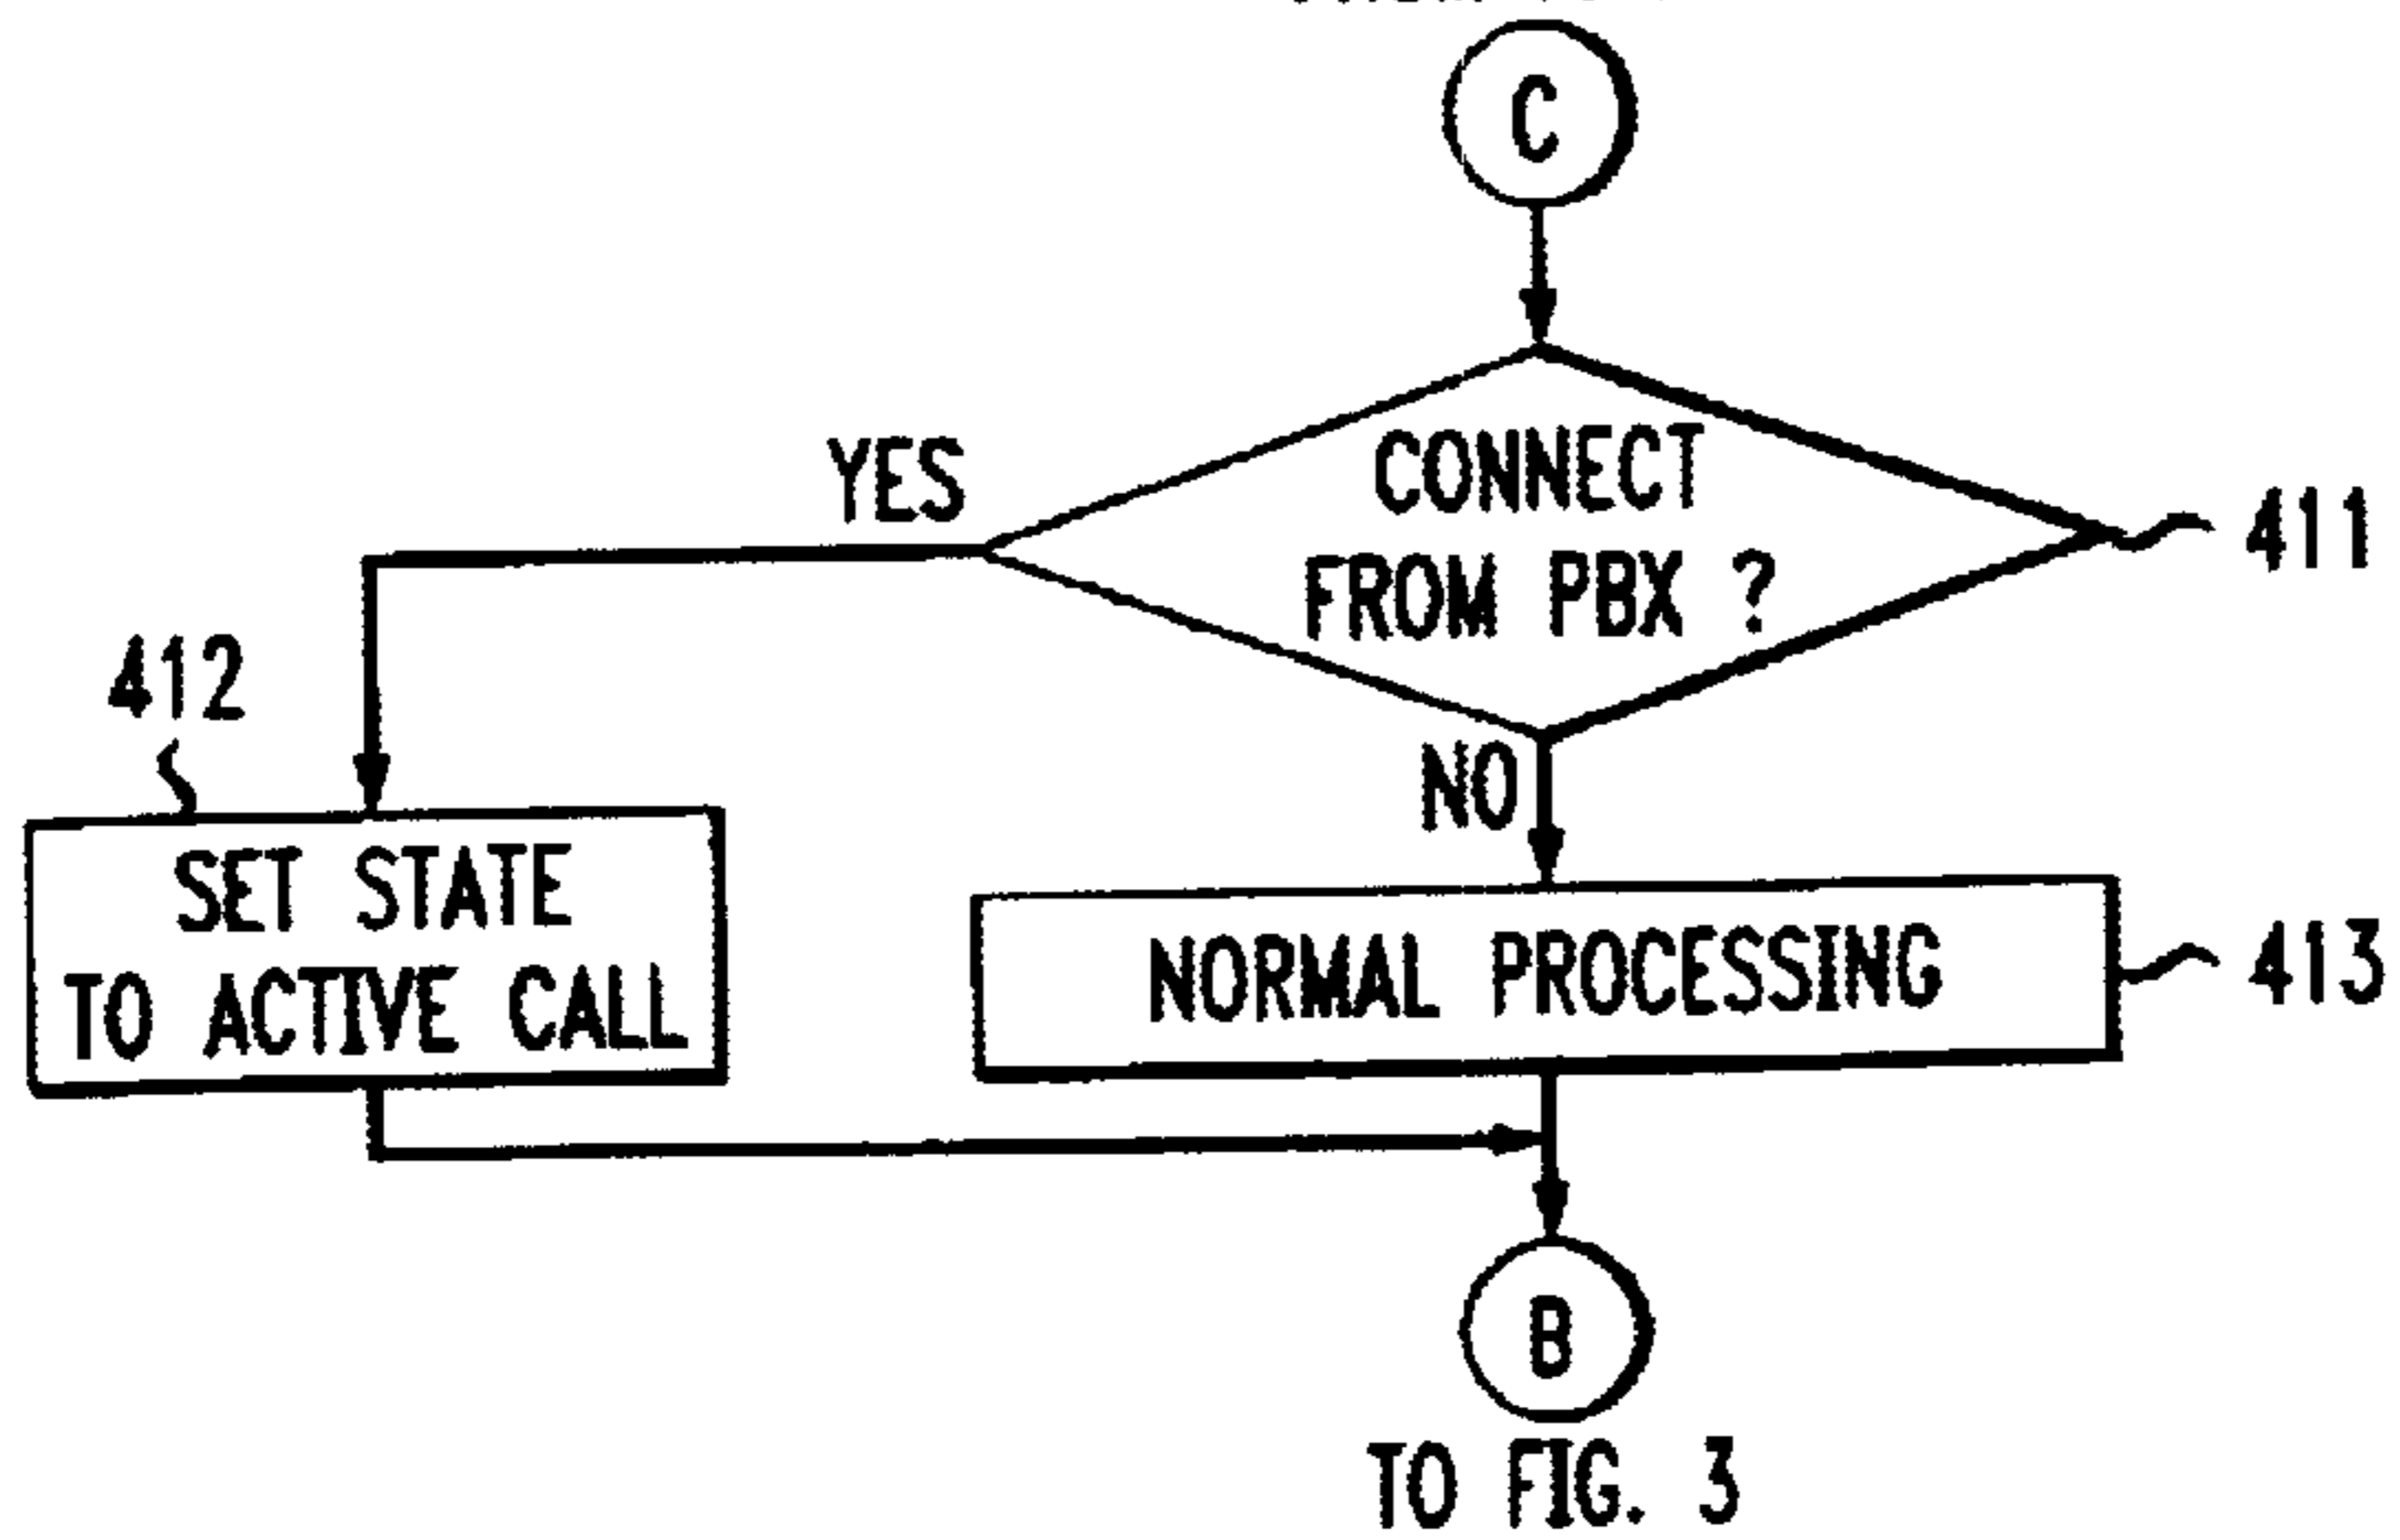 C
CONNECT
FROM PBX ?
YES
411
412
NO
SET STATE
TO ACTIVE CALL
NORMAL PROCESSING
413
B
TO FIG. 3